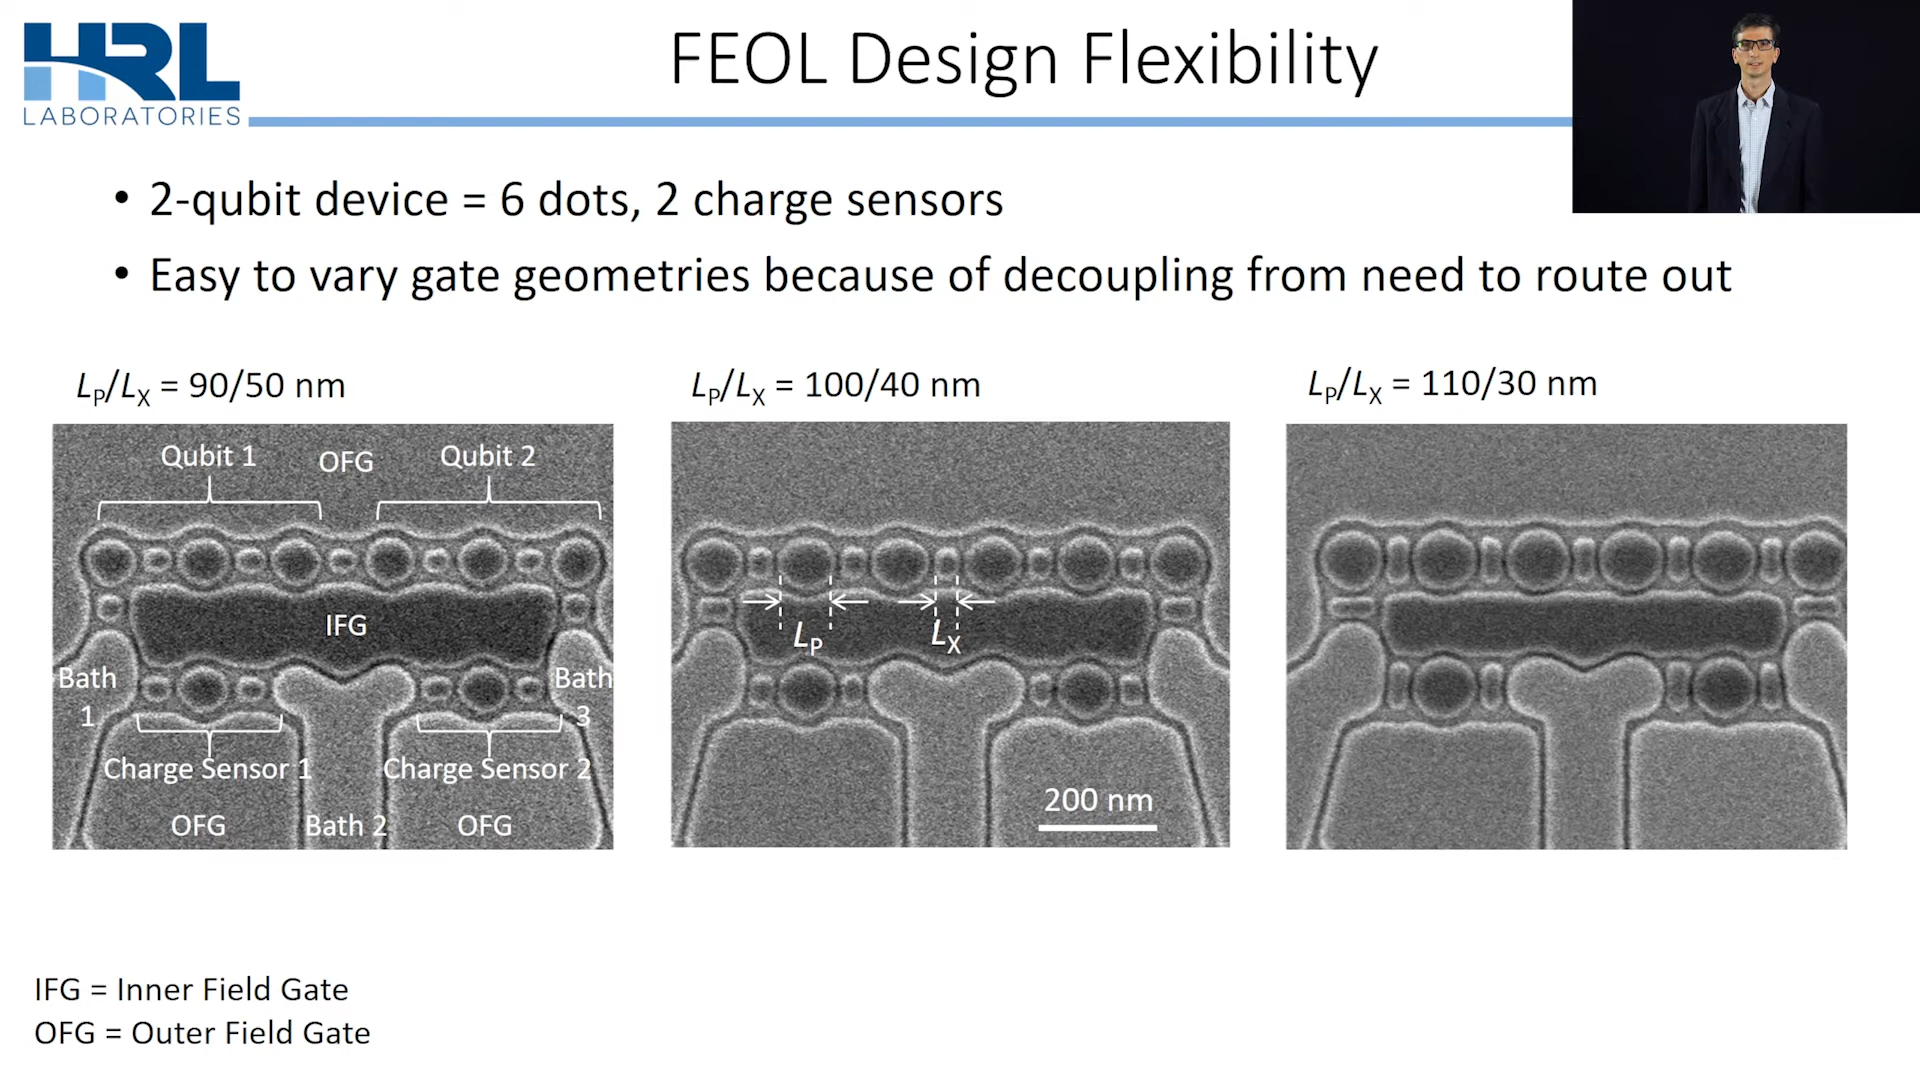 HRL
LABORATORIES
FEOL Design Flexibility
• 2-qubit device = 6 dots, 2 charge sensors
• Easy to vary gate geometries because of decoupling from need to route out
LP/LX = 90/50 nm
LP/LX = 100/40 nm
LP/LX = 110/30 nm
Qubit 1
OFG
Qubit 2
IFG
Bath
1
Bath
3
Charge Sensor 1
Charge Sensor 2
OFG
Bath 2
OFG
LP
LX
200 nm
IFG = Inner Field Gate
OFG = Outer Field Gate